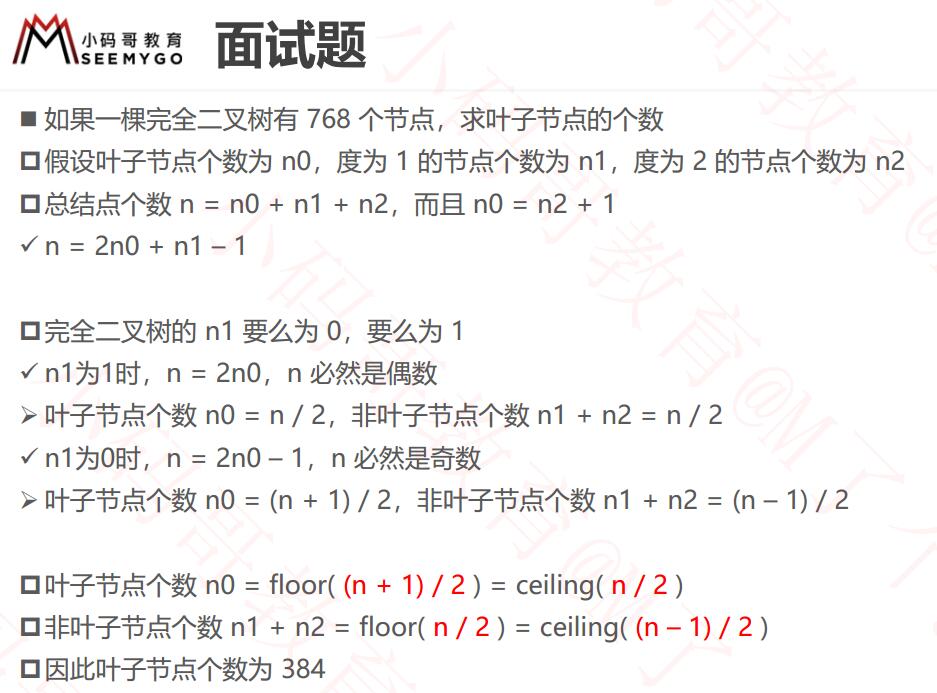 小码哥教育
SEEMYGO
面试题
■ 如果一棵完全二叉树有 768 个节点，求叶子节点的个数
◻ 假设叶子节点个数为 n0，度为 1 的节点个数为 n1，度为 2 的节点个数为 n2
◻ 总结点个数 n = n0 + n1 + n2，而且 n0 = n2 + 1
✓ n = 2n0 + n1 – 1
◻ 完全二叉树的 n1 要么为 0，要么为 1
✓ n1为1时，n = 2n0，n 必然是偶数
➢ 叶子节点个数 n0 = n / 2，非叶子节点个数 n1 + n2 = n / 2
✓ n1为0时，n = 2n0 – 1，n 必然是奇数
➢ 叶子节点个数 n0 = (n + 1) / 2，非叶子节点个数 n1 + n2 = (n – 1) / 2
◻ 叶子节点个数 n0 = floor( (n + 1) / 2 ) = ceiling( n / 2 )
◻ 非叶子节点个数 n1 + n2 = floor( n / 2 ) = ceiling( (n – 1) / 2 )
◻ 因此叶子节点个数为 384
小码哥教育@M了个